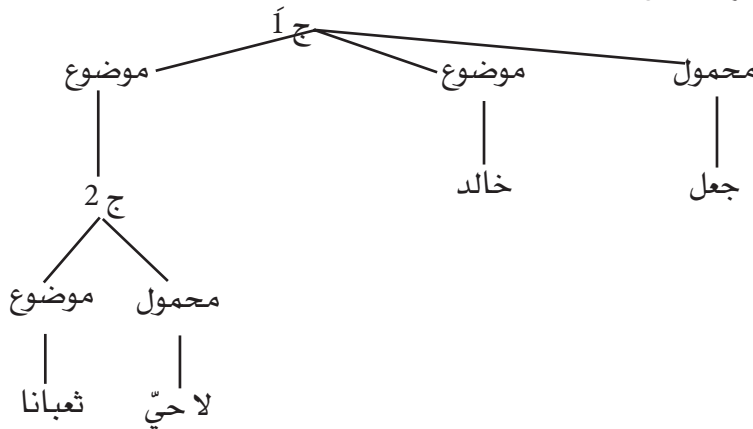 ج 1َ
محمول موضوع موضوع
جعل خالد
ج 2
محمول موضوع
لا حيّ ثعبانا